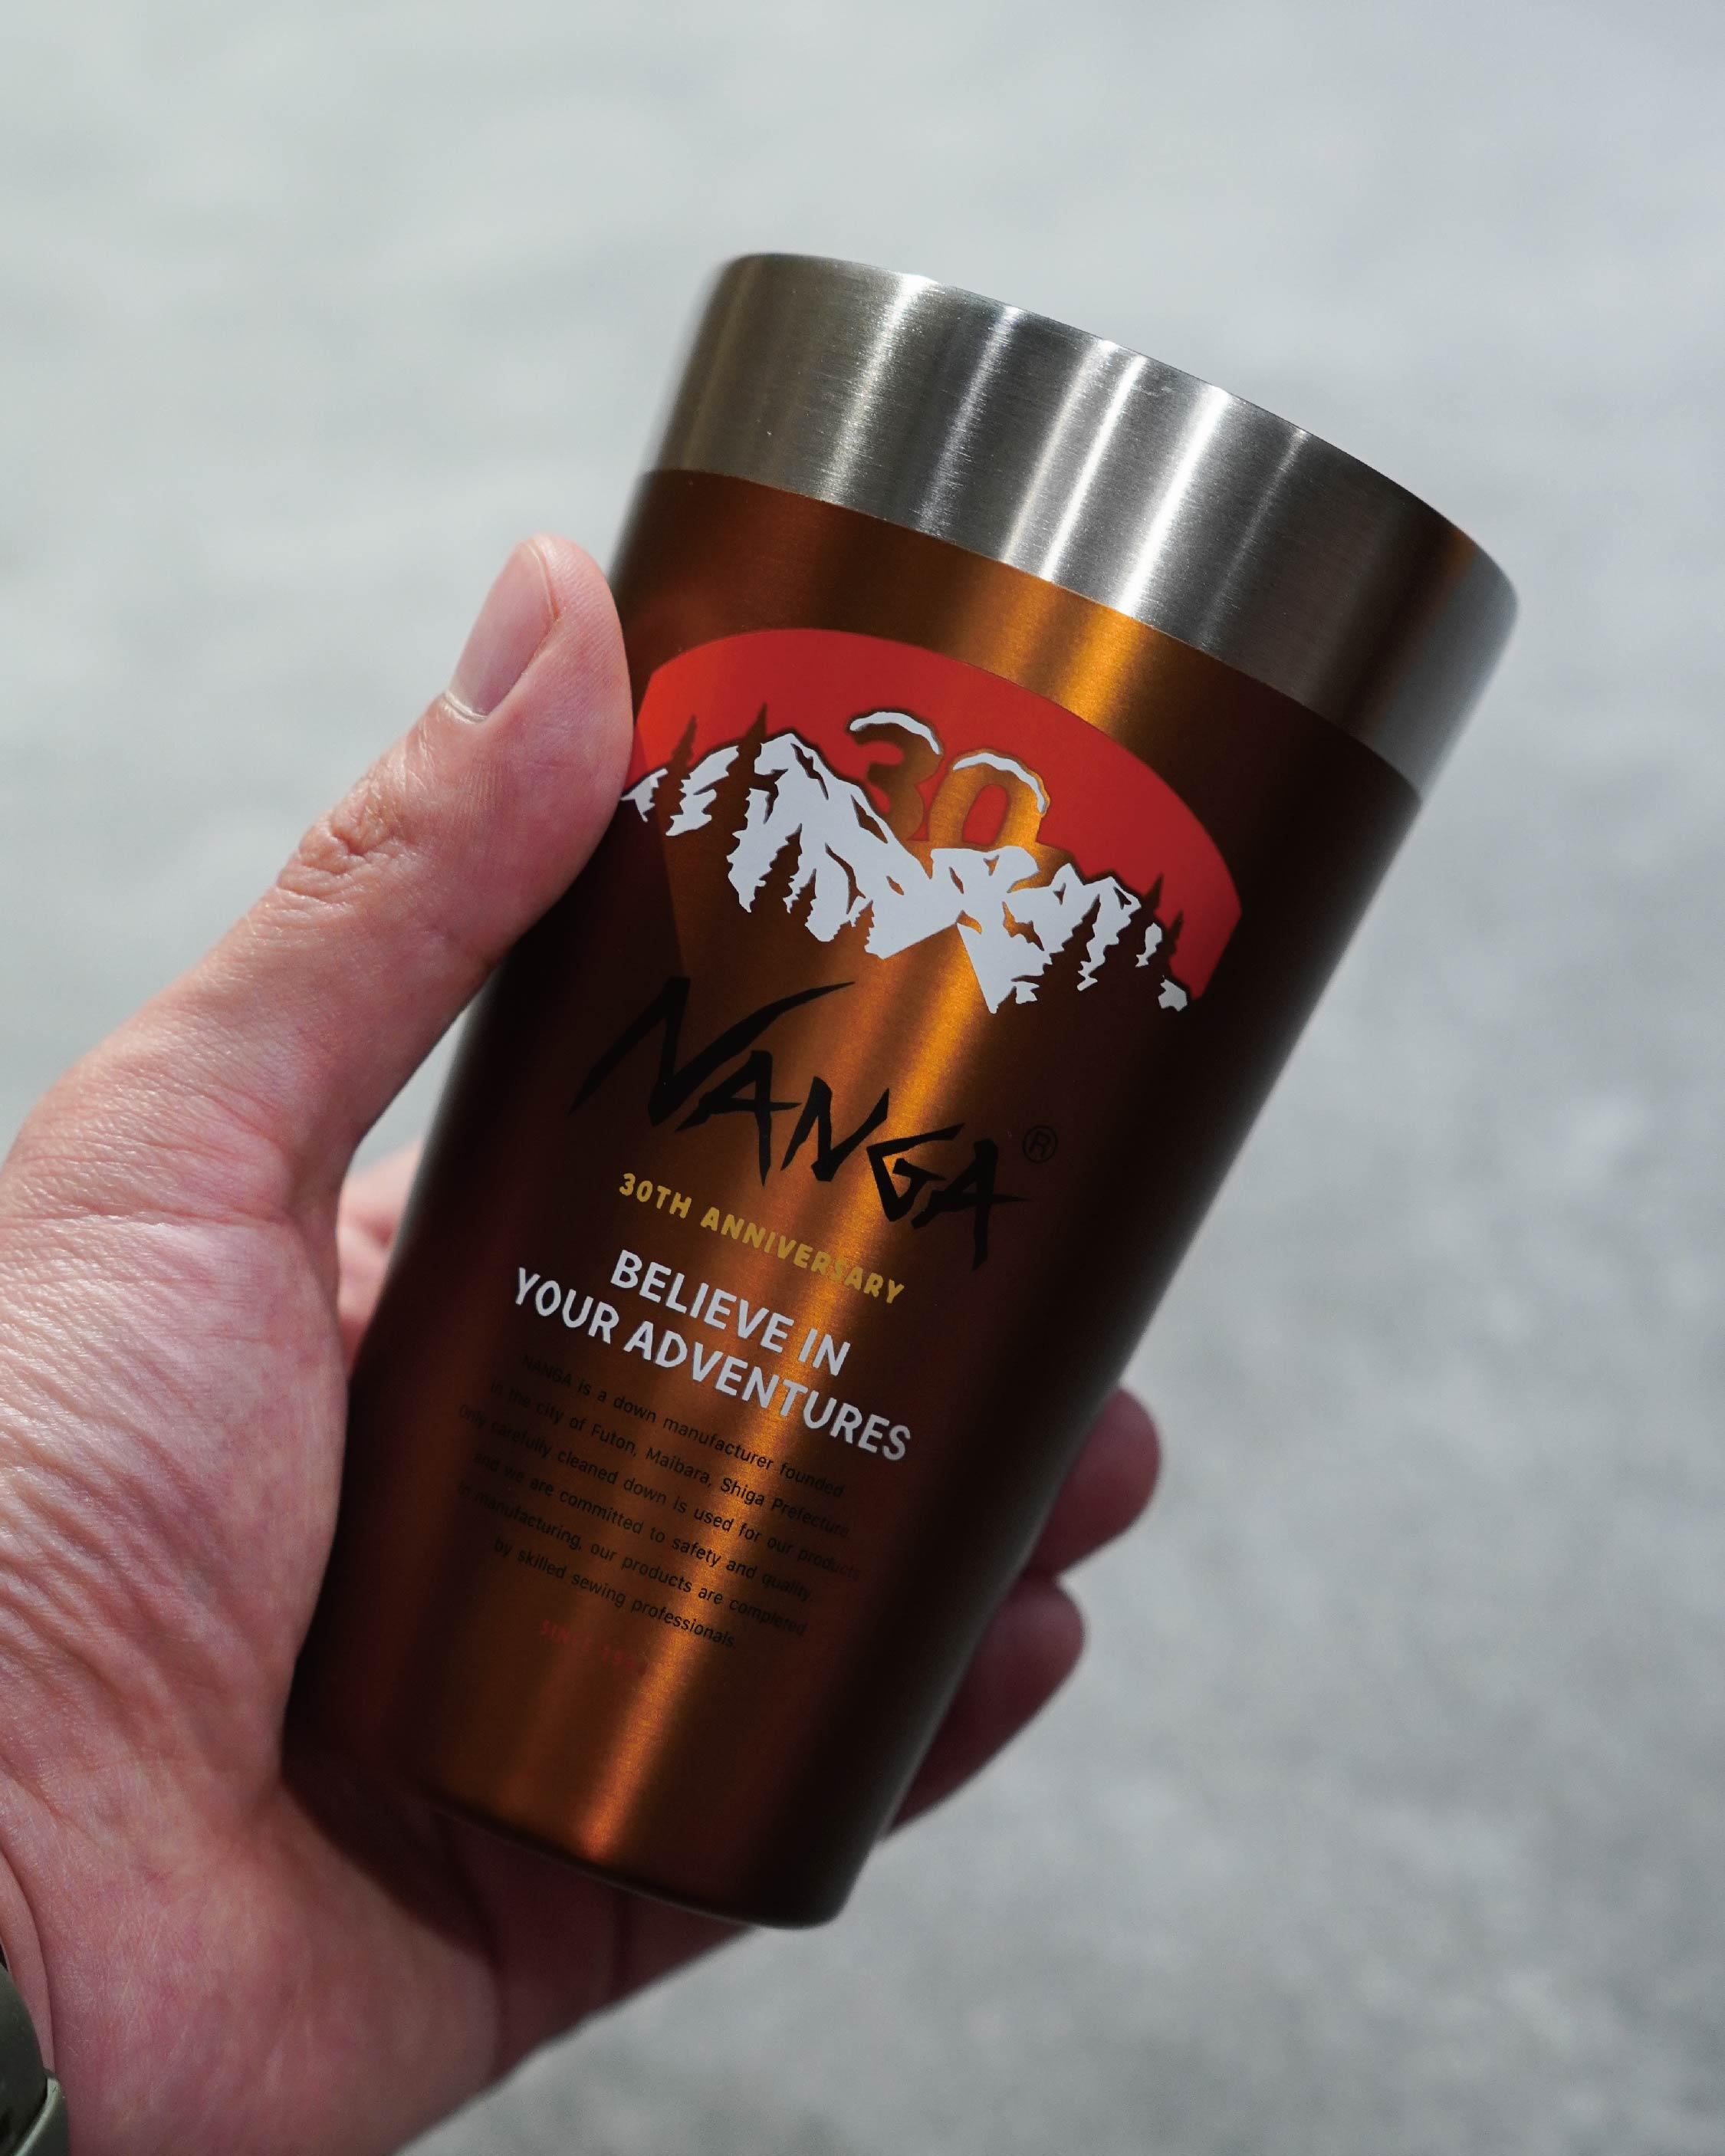 30
NANGA®
30TH ANNIVERSARY
BELIEVE IN
YOUR ADVENTURES
NANGA is a down manufacturer founded
in the city of Futon, Maibara, Shiga Prefecture.
Only carefully cleaned down is used for our products
and we are committed to safety and quality
in manufacturing, our products are completed
by skilled sewing professionals.
SINCE